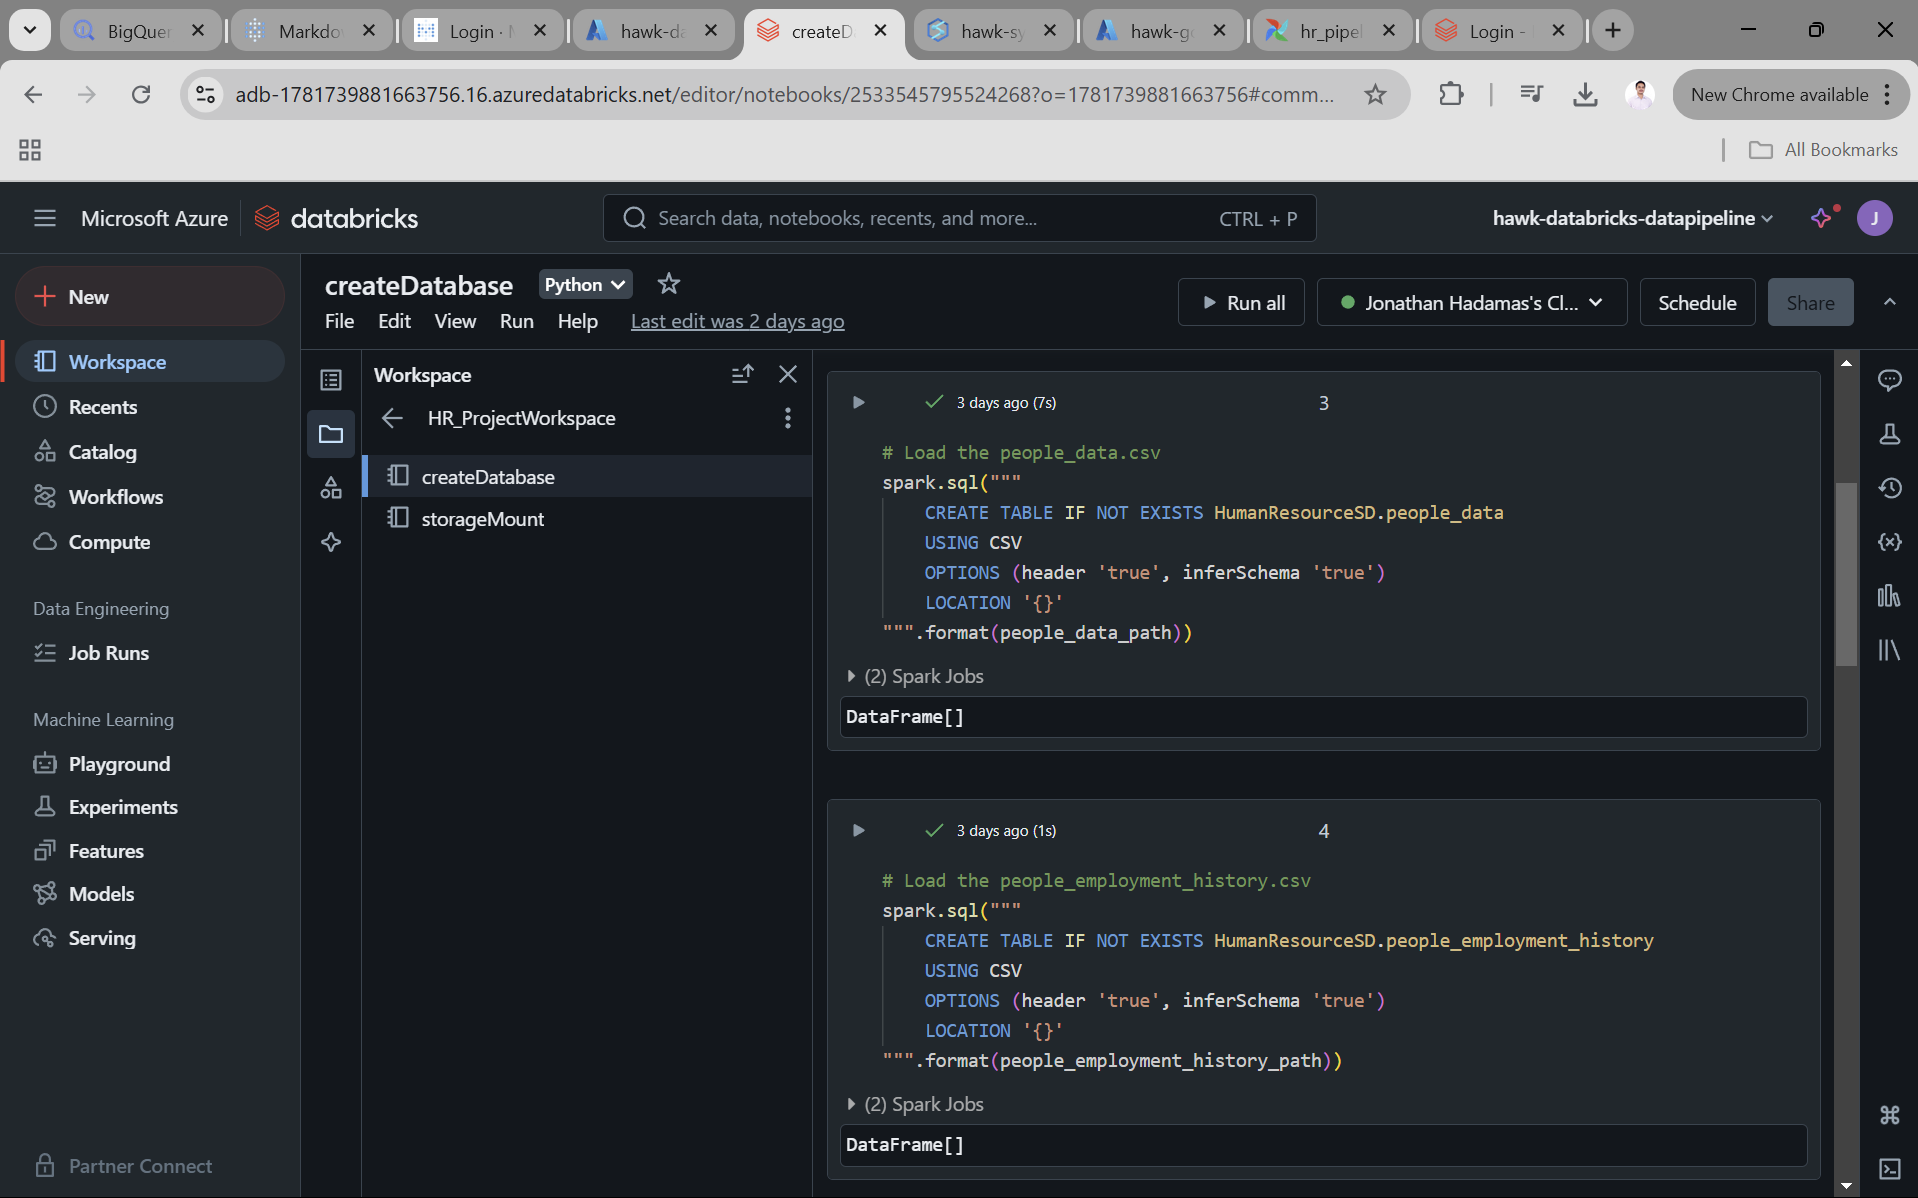 BigQuer
Markdo
Login · M
hawk-da
createD
hawk-sy
hawk-go
hr_pipel
Login -
adb-1781739881663756.16.azuredatabricks.net/editor/notebooks/2533545795524268?o=1781739881663756#comm...
New Chrome available
All Bookmarks
Microsoft Azure
databricks
Search data, notebooks, recents, and more...
CTRL + P
hawk-databricks-datapipeline
J
New
Workspace
Recents
Catalog
Workflows
Compute
Data Engineering
Job Runs
Machine Learning
Playground
Experiments
Features
Models
Serving
Partner Connect
createDatabase
Python
File
Edit
View
Run
Help
Last edit was 2 days ago
Run all
Jonathan Hadamas's Cl...
Schedule
Share
Workspace
HR_ProjectWorkspace
createDatabase
storageMount
3 days ago (7s)
3
# Load the people_data.csv
spark.sql("""
CREATE TABLE IF NOT EXISTS HumanResourceSD.people_data
USING CSV
OPTIONS (header 'true', inferSchema 'true')
LOCATION '{}'
""".format(people_data_path))
(2) Spark Jobs
DataFrame[]
3 days ago (1s)
4
# Load the people_employment_history.csv
spark.sql("""
CREATE TABLE IF NOT EXISTS HumanResourceSD.people_employment_history
USING CSV
OPTIONS (header 'true', inferSchema 'true')
LOCATION '{}'
""".format(people_employment_history_path))
(2) Spark Jobs
DataFrame[]